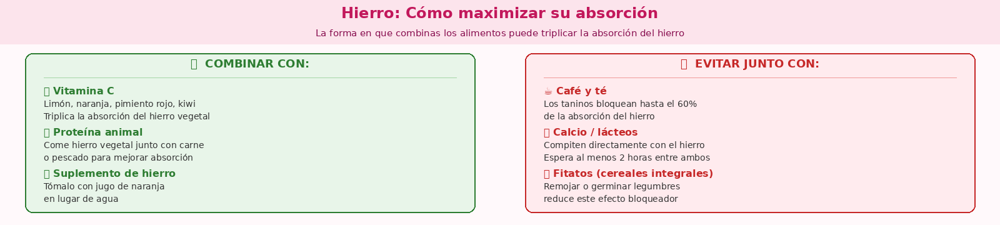 Hierro: Cómo maximizar su absorción
La forma en que combinas los alimentos puede triplicar la absorción del hierro
COMBINAR CON:
Vitamina C
Limón, naranja, pimiento rojo, kiwi
Triplica la absorción del hierro vegetal
Proteína animal
Come hierro vegetal junto con carne
o pescado para mejorar absorción
Suplemento de hierro
Tómalo con jugo de naranja
en lugar de agua
EVITAR JUNTO CON:
☕ Café y té
Los taninos bloquean hasta el 60%
de la absorción del hierro
Calcio / lácteos
Compiten directamente con el hierro
Espera al menos 2 horas entre ambos
Fitatos (cereales integrales)
Remojar o germinar legumbres
reduce este efecto bloqueador